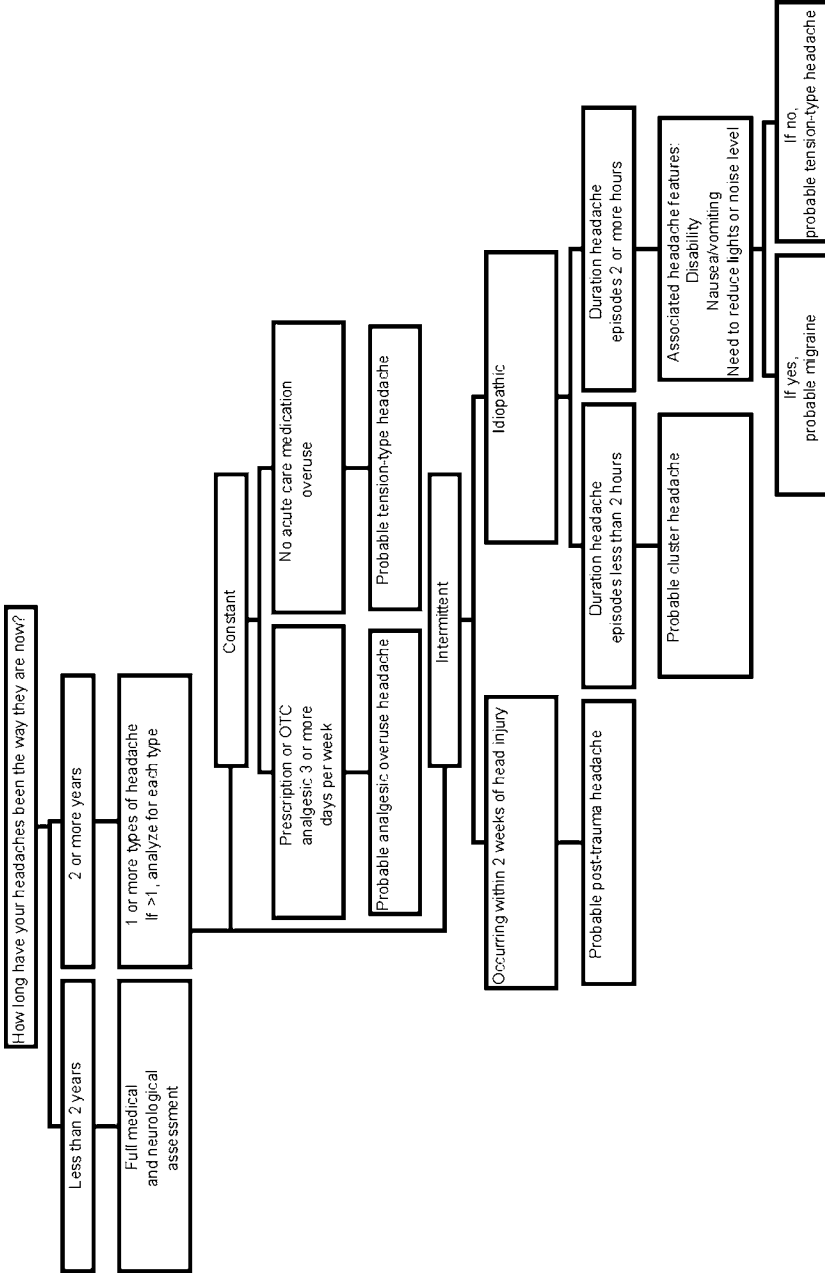 How long have your headaches been the way they are now?
Less than 2 years
2 or more years
Full medical
and neurological
assessment
1 or more types of headache
If >1, analyze for each type
Constant
Prescription or OTC
analgesic 3 or more
days per week
No acute care medication
overuse
Probable analgesic overuse headache
Probable tension-type headache
Intermittent
Occurring within 2 weeks of head injury
Idiopathic
Probable post-trauma headache
Duration headache
episodes less than 2 hours
Duration headache
episodes 2 or more hours
Probable cluster headache
Associated headache features:
Disability
Nausea/vomiting
Need to reduce lights or noise level
If yes,
probable migraine
If no,
probable tension-type headache